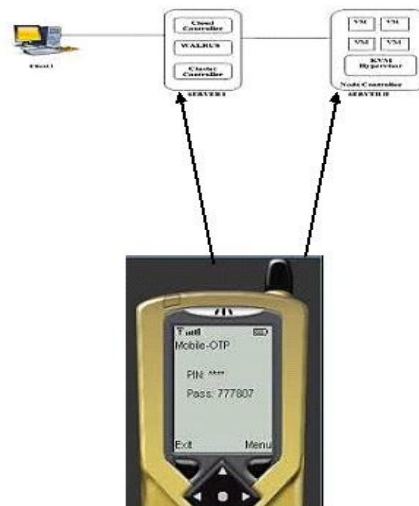 Client1
Cloud
Controller
WALRUS
Cluster
Controller
SERVER I
VM VM
VM VM
KVM
Hypervisor
Node Controller
SERVER II
Mobile-OTP
PIN: ****
Pass: 777807
Exit Menu